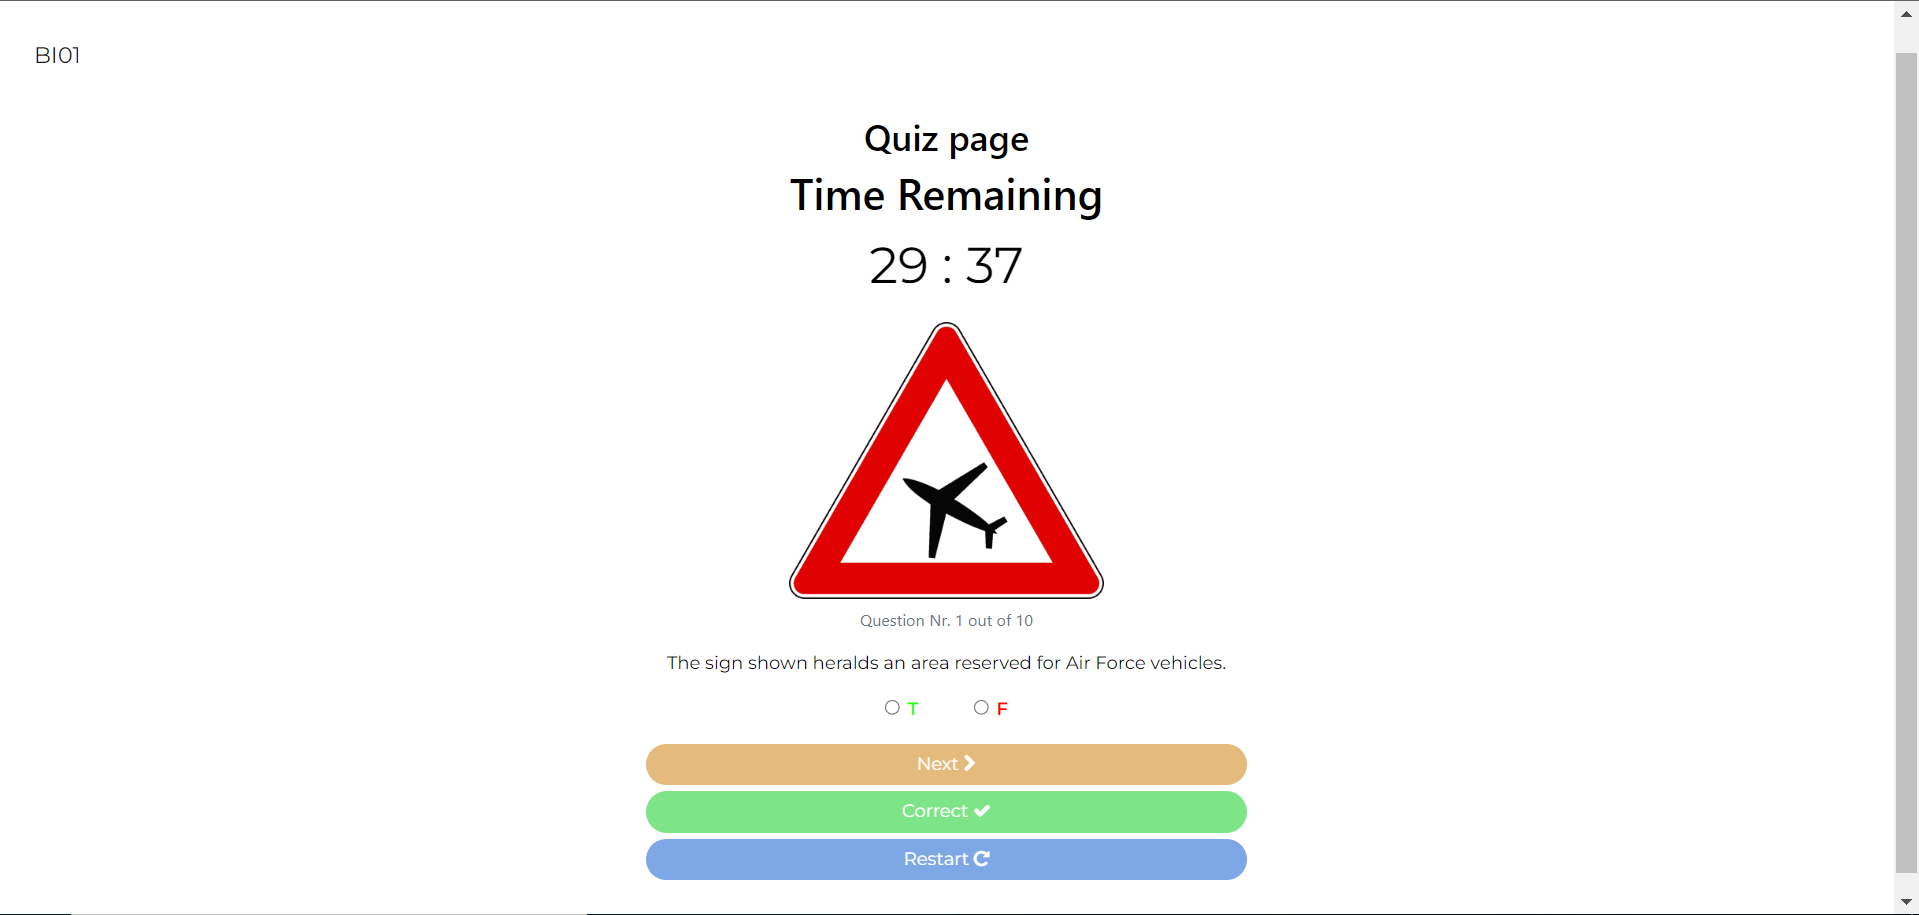 BI01
Quiz page
Time Remaining
29 : 37
Question Nr. 1 out of 10
The sign shown heralds an area reserved for Air Force vehicles.
T F
Next
Correct
Restart